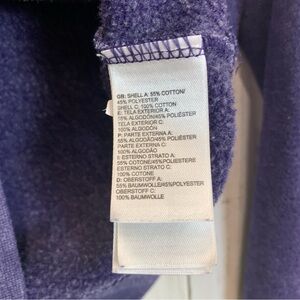 GB: SHELL A: 55% COTTON/
45% POLYESTER
SHELL C: 100% COTTON
E: TELA EXTERIOR A:
55% ALGODÓN/45% POLIÉSTER
TELA EXTERIOR C:
100% ALGODÓN
P: PARTE EXTERNA A:
55% ALGODÃO/45% POLIÉSTER
PARTE EXTERNA C:
100% ALGODÃO
I: ESTERNO STRATO A:
55% COTONE/45%POLIESTERE
ESTERNO STRATO C:
100% COTONE
D: OBERSTOFF A:
55% BAUMWOLLE/45%POLYESTER
OBERSTOFF C:
100% BAUMWOLLE